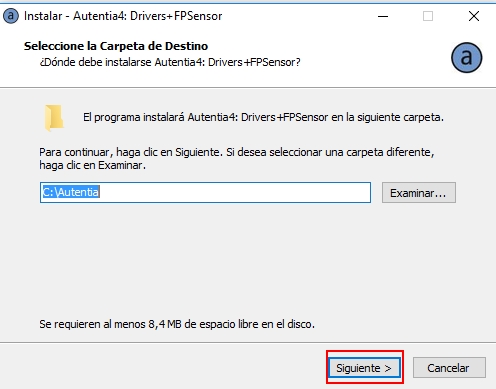 a Instalar - Autentia4: Drivers+FPSensor
Seleccione la Carpeta de Destino
¿Dónde debe instalarse Autentia4: Drivers+FPSensor?
a
El programa instalará Autentia4: Drivers+FPSensor en la siguiente carpeta.
Para continuar, haga clic en Siguiente. Si desea seleccionar una carpeta diferente,
haga clic en Examinar.
C:\Autentia Examinar...
Se requieren al menos 8,4 MB de espacio libre en el disco.
Siguiente > Cancelar